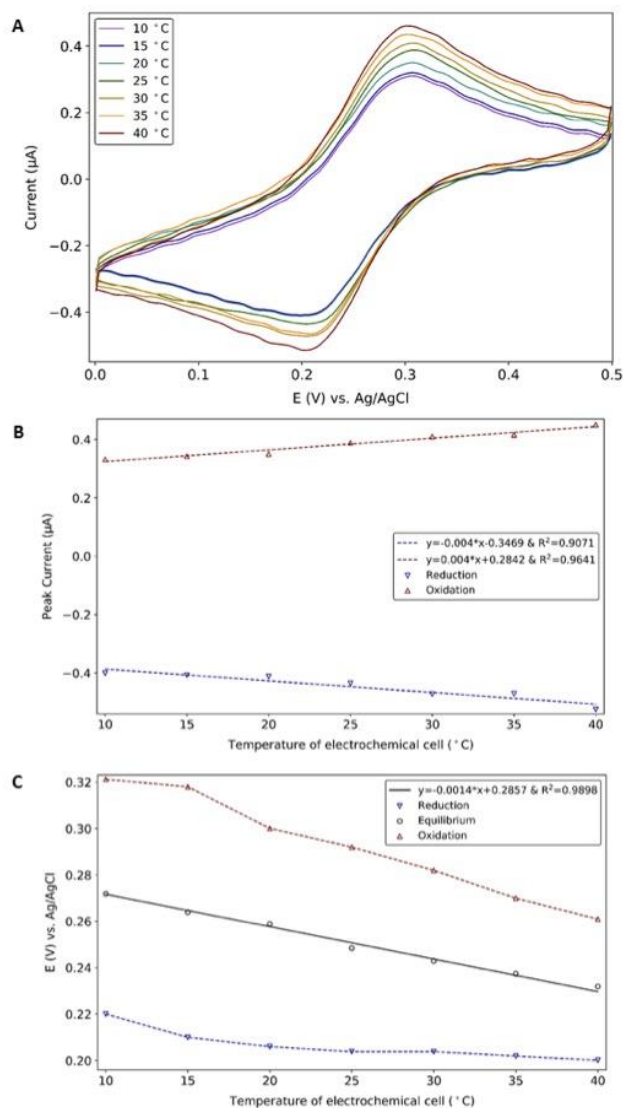 A
10 °C
15 °C
20 °C
25 °C
30 °C
35 °C
40 °C
0.4
0.2
0.0
−0.2
−0.4
Current (µA)
0.0 0.1 0.2 0.3 0.4 0.5
E (V) vs. Ag/AgCl
B
0.4
0.2
0.0
−0.2
−0.4
Peak Current (µA)
y=-0.004*x-0.3469 & R²=0.9071
y=0.004*x+0.2842 & R²=0.9641
Reduction
Oxidation
10 15 20 25 30 35 40
Temperature of electrochemical cell (°C)
C
0.32
0.30
0.28
0.26
0.24
0.22
0.20
E (V) vs. Ag/AgCl
y=-0.0014*x+0.2857 & R²=0.9898
Reduction
Equilibrium
Oxidation
10 15 20 25 30 35 40
Temperature of electrochemical cell (°C)